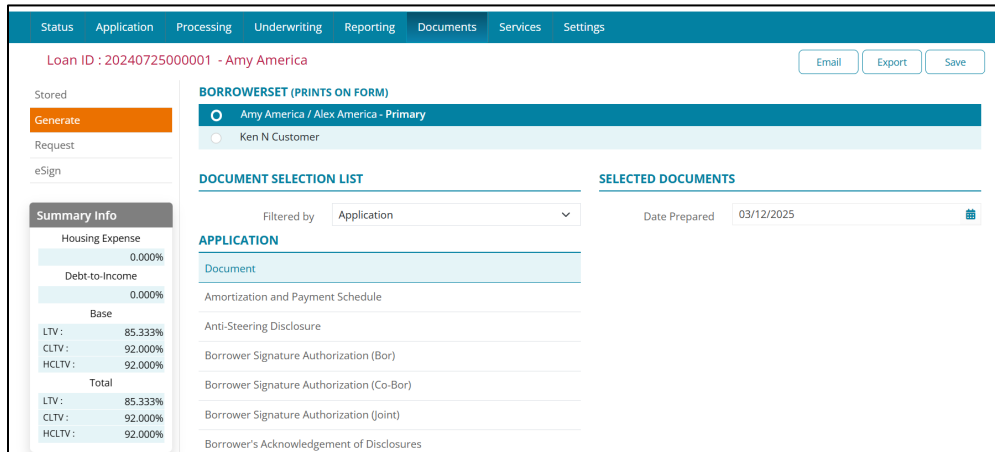 Status Application Processing Underwriting Reporting Documents Services Settings
Loan ID : 20240725000001 - Amy America
Email Export Save
Stored
Generate
Request
eSign
Summary Info
Housing Expense
0.000%
Debt-to-Income
0.000%
Base
LTV : 85.333%
CLTV : 92.000%
HCLTV : 92.000%
Total
LTV : 85.333%
CLTV : 92.000%
HCLTV : 92.000%
BORROWERSET (PRINTS ON FORM)
Amy America / Alex America - Primary
Ken N Customer
DOCUMENT SELECTION LIST
Filtered by Application
APPLICATION
Document
Amortization and Payment Schedule
Anti-Steering Disclosure
Borrower Signature Authorization (Bor)
Borrower Signature Authorization (Co-Bor)
Borrower Signature Authorization (Joint)
Borrower's Acknowledgement of Disclosures
SELECTED DOCUMENTS
Date Prepared 03/12/2025